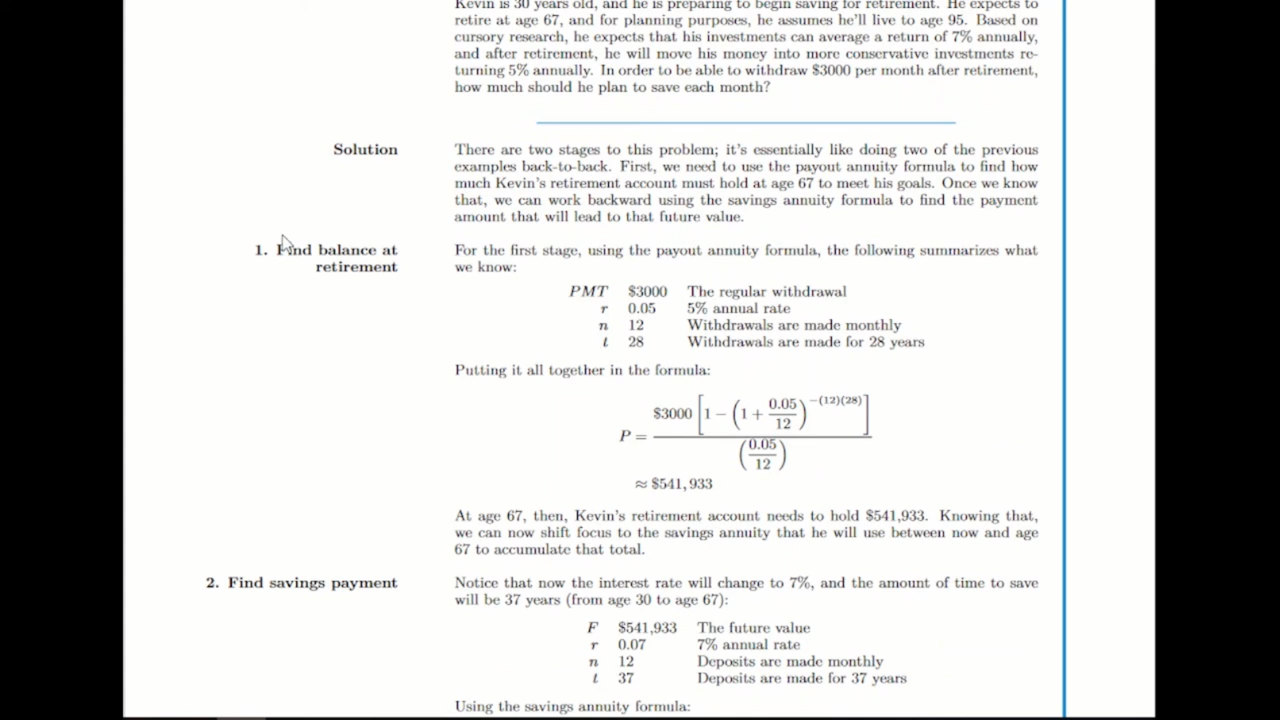 Kevin is 30 years old, and he is preparing to begin saving for retirement. He expects to
retire at age 67, and for planning purposes, he assumes he'll live to age 95. Based on
cursory research, he expects that his investments can average a return of 7% annually,
and after retirement, he will move his money into more conservative investments re-
turning 5% annually. In order to be able to withdraw $3000 per month after retirement,
how much should he plan to save each month?
Solution
There are two stages to this problem; it's essentially like doing two of the previous
examples back-to-back. First, we need to use the payout annuity formula to find how
much Kevin's retirement account must hold at age 67 to meet his goals. Once we know
that, we can work backward using the savings annuity formula to find the payment
amount that will lead to that future value.
1. Find balance at
retirement
For the first stage, using the payout annuity formula, the following summarizes what
we know:
PMT $3000 The regular withdrawal
r 0.05 5% annual rate
n 12 Withdrawals are made monthly
t 28 Withdrawals are made for 28 years
Putting it all together in the formula:
P = $3000 [1 − (1 + 0.05/12)^−(12)(28)] / (0.05/12)
≈ $541,933
At age 67, then, Kevin's retirement account needs to hold $541,933. Knowing that,
we can now shift focus to the savings annuity that he will use between now and age
67 to accumulate that total.
2. Find savings payment
Notice that now the interest rate will change to 7%, and the amount of time to save
will be 37 years (from age 30 to age 67):
F $541,933 The future value
r 0.07 7% annual rate
n 12 Deposits are made monthly
t 37 Deposits are made for 37 years
Using the savings annuity formula: